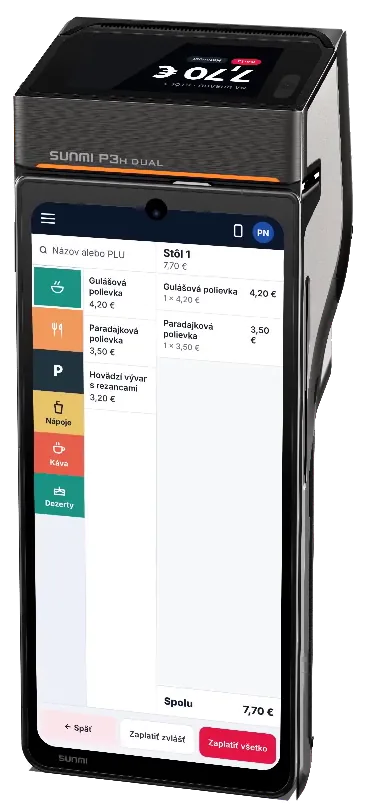 7,70 €
SUNMI P3H DUAL
PN
Názov alebo PLU
Stôl 1
7,70 €
Gulášová
polievka
4,20 €
Paradajková
polievka
3,50 €
Hovädzí vývar
s rezancami
3,20 €
Gulášová polievka 4,20 €
1 × 4,20 €
Paradajková 3,50
polievka €
1 × 3,50 €
P
Nápoje
Káva
Dezerty
Spolu 7,70 €
← Späť
Zaplatiť zvlášť
Zaplatiť všetko
SUNMI